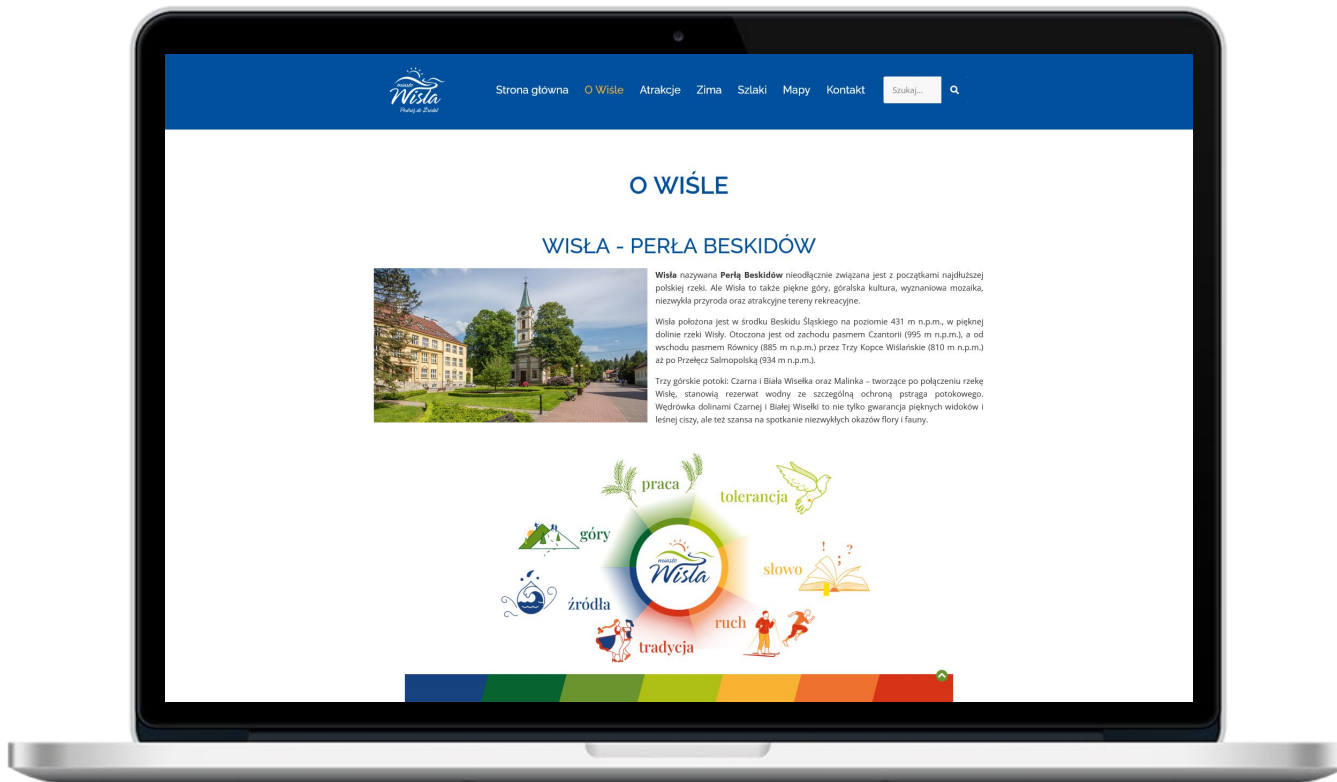 miasto
Wisła
Podróż do Źródeł
Strona główna O Wiśle Atrakcje Zima Szlaki Mapy Kontakt Szukaj...
O WIŚLE
WISŁA - PERŁA BESKIDÓW
Wisła nazywana Perłą Beskidów nieodłącznie związana jest z początkami najdłuższej
polskiej rzeki. Ale Wisła to także piękne góry, góralska kultura, wyznaniowa mozaika,
niezwykła przyroda oraz atrakcyjne tereny rekreacyjne.
Wisła położona jest w środku Beskidu Śląskiego na poziomie 431 m n.p.m., w pięknej
dolinie rzeki Wisły. Otoczona jest od zachodu pasmem Czantorii (995 m n.p.m.), a od
wschodu pasmem Równicy (885 m n.p.m.) przez Trzy Kopce Wiślańskie (810 m n.p.m.)
aż po Przełęcz Salmopolską (934 m n.p.m.).
Trzy górskie potoki: Czarna i Biała Wisełka oraz Malinka – tworzące po połączeniu rzekę
Wisłę, stanowią rezerwat wodny ze szczególną ochroną pstrąga potokowego.
Wędrówka dolinami Czarnej i Białej Wisełki to nie tylko gwarancja pięknych widoków i
leśnej ciszy, ale też szansa na spotkanie niezwykłych okazów flory i fauny.
praca
tolerancja
góry
! ? ;
miasto
Wisła
słowo
źródła
ruch
tradycja